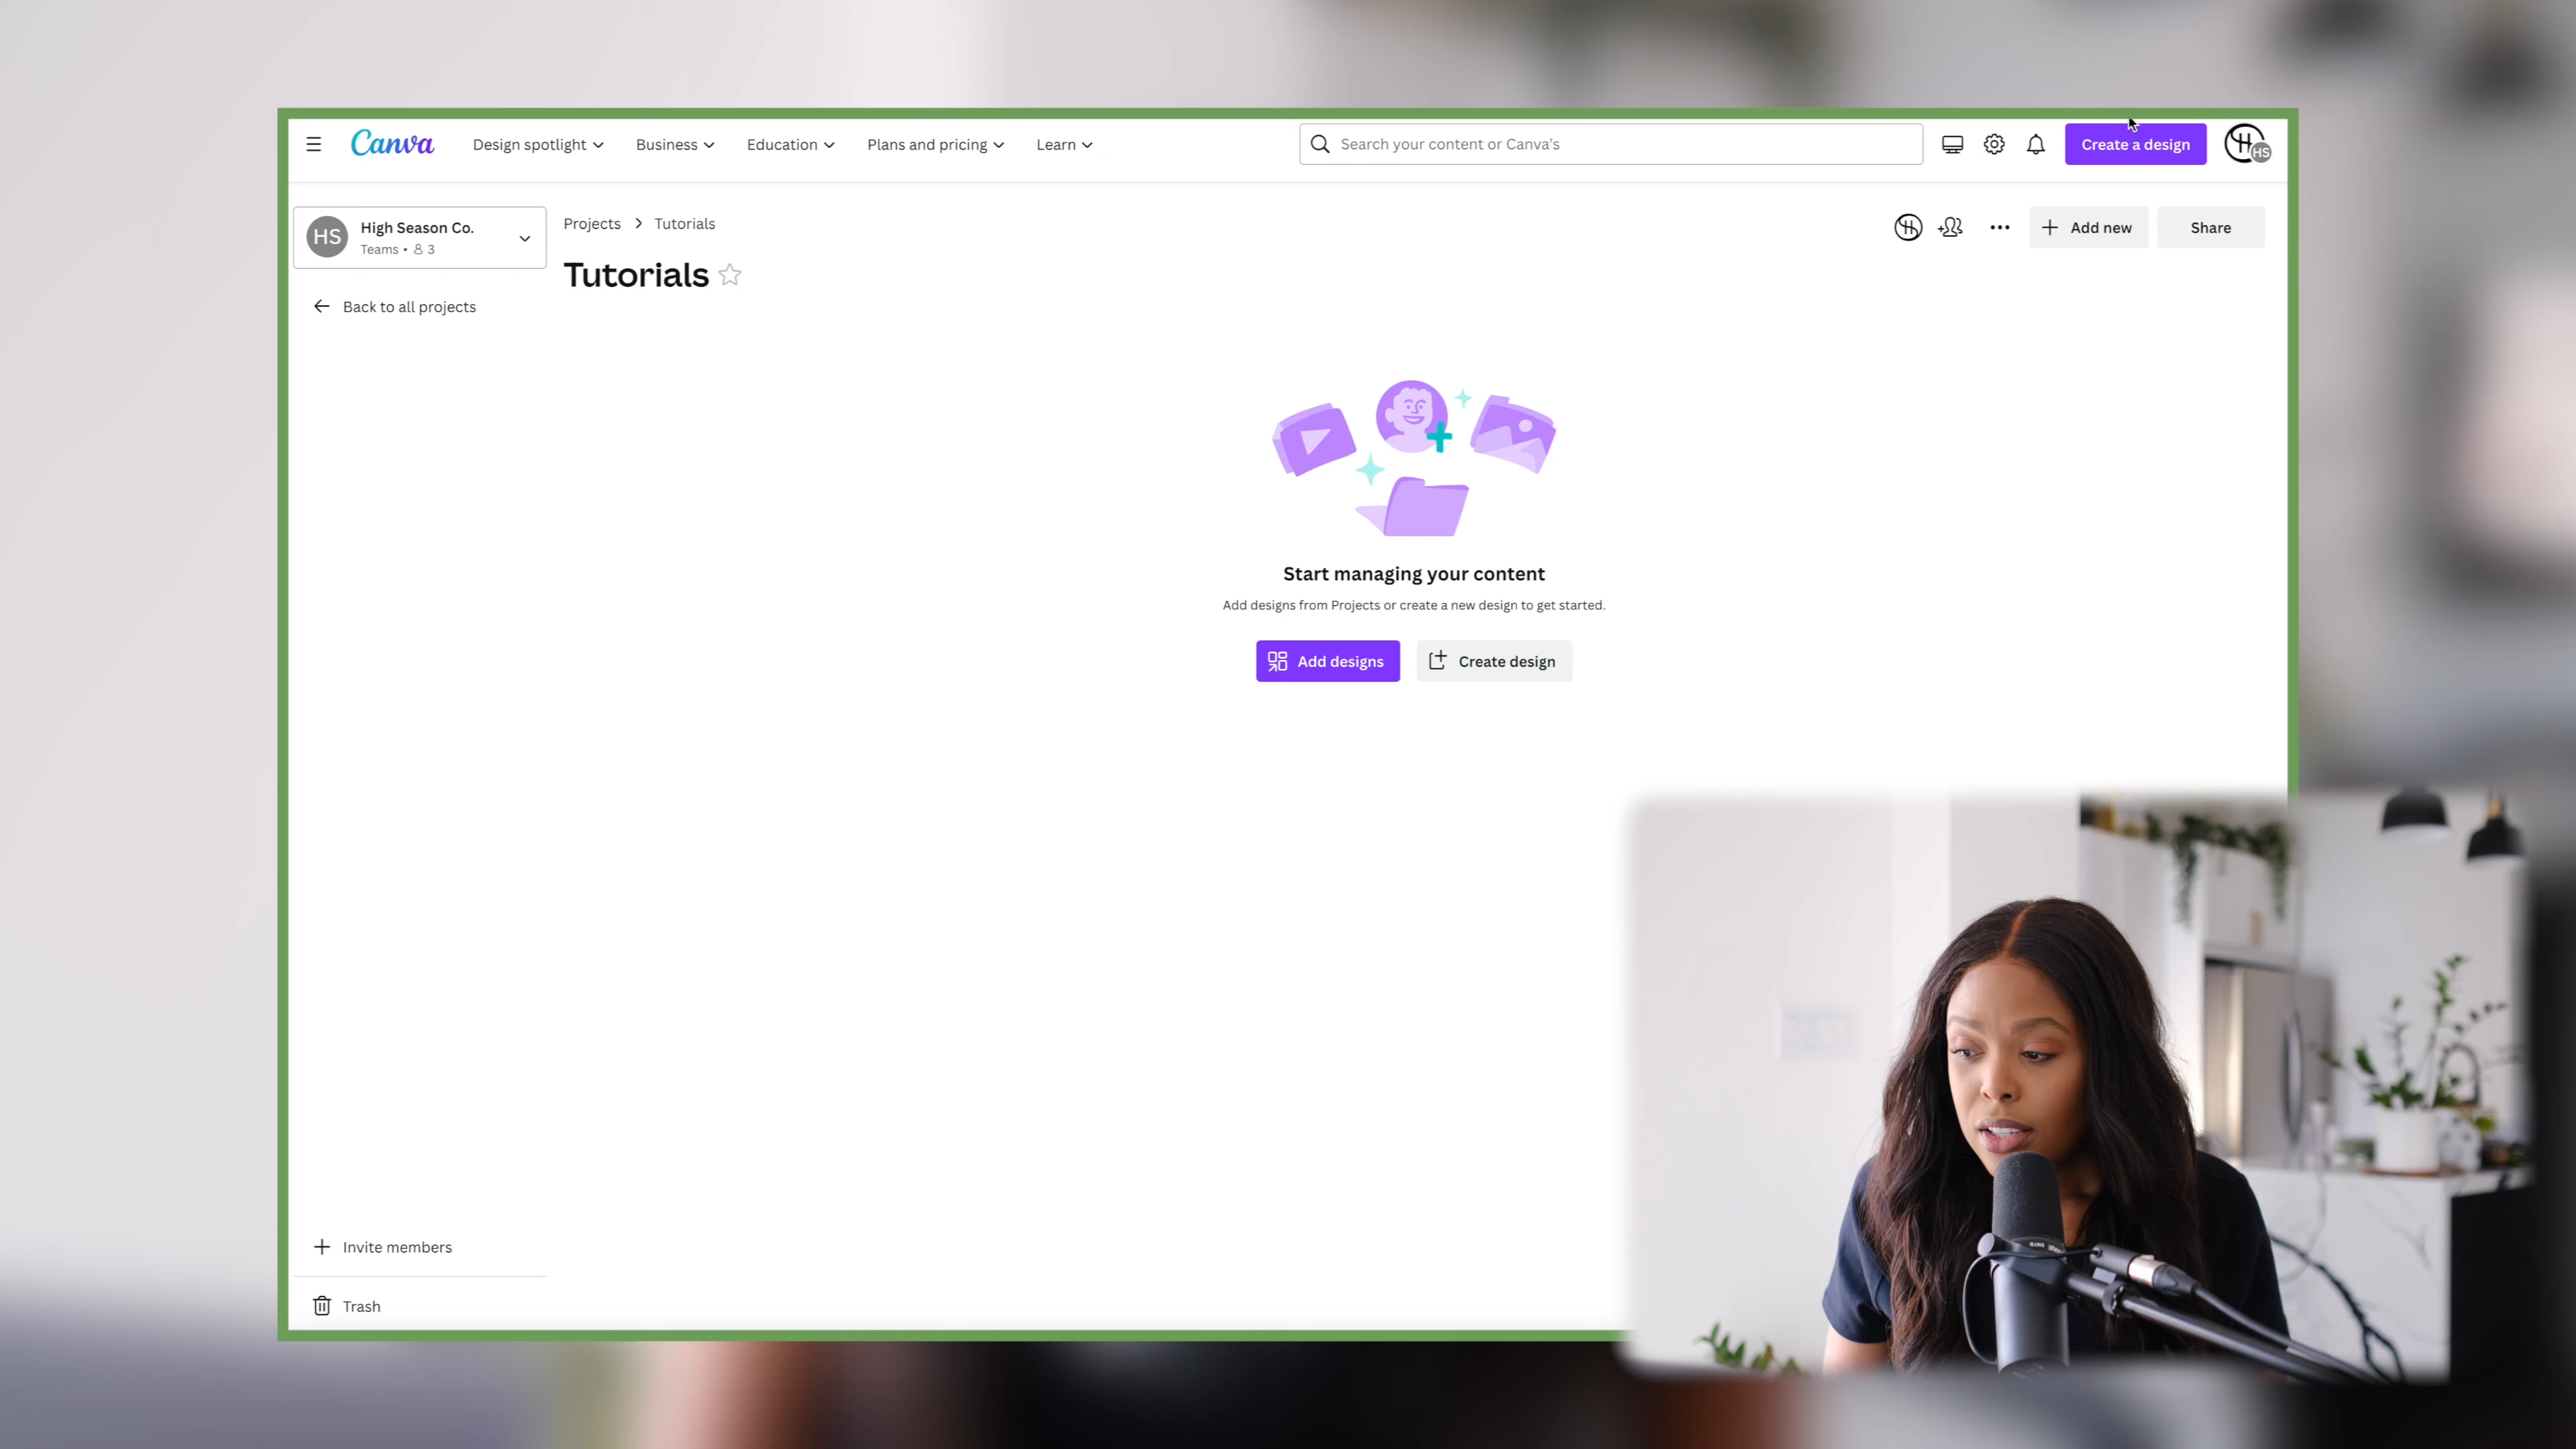 Canva
Design spotlight
Business
Education
Plans and pricing
Learn
Search your content or Canva's
Create a design
HS
HS
High Season Co.
Teams • 3
Projects > Tutorials
Add new
Share
Tutorials
Back to all projects
Start managing your content
Add designs from Projects or create a new design to get started.
Add designs
Create design
Invite members
Trash